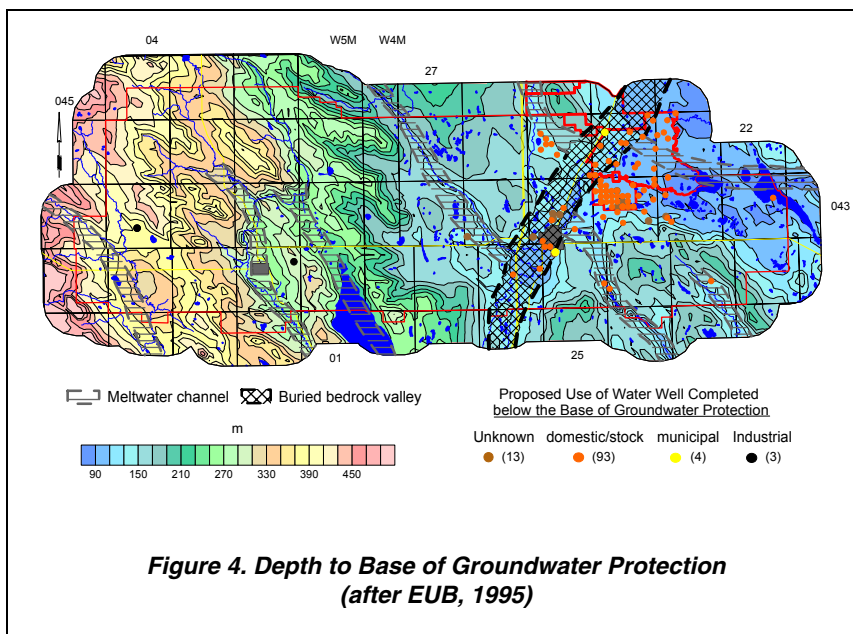 04
W5M
W4M
27
045
22
043
01
25
Meltwater channel
Buried bedrock valley
m
90 150 210 270 330 390 450
Proposed Use of Water Well Completed
below the Base of Groundwater Protection
Unknown domestic/stock municipal Industrial
(13) (93) (4) (3)
Figure 4. Depth to Base of Groundwater Protection
(after EUB, 1995)